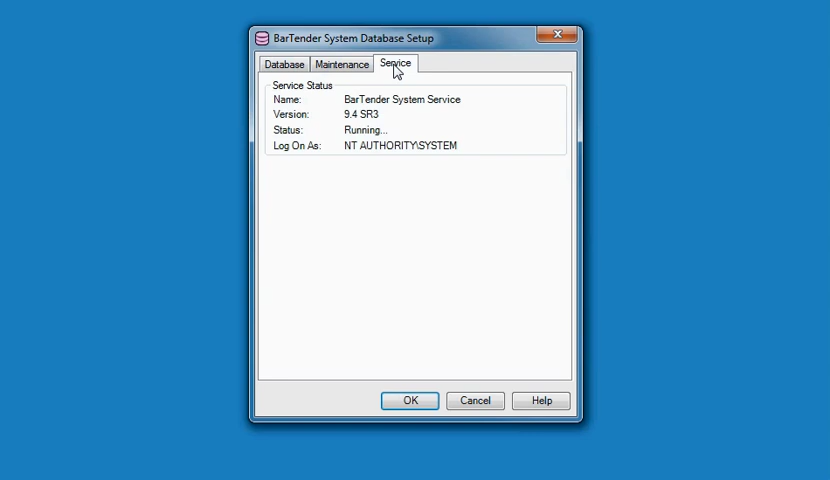 BarTender System Database Setup
Database Maintenance Service
Service Status
Name: BarTender System Service
Version: 9.4 SR3
Status: Running...
Log On As: NT AUTHORITY\SYSTEM
OK Cancel Help